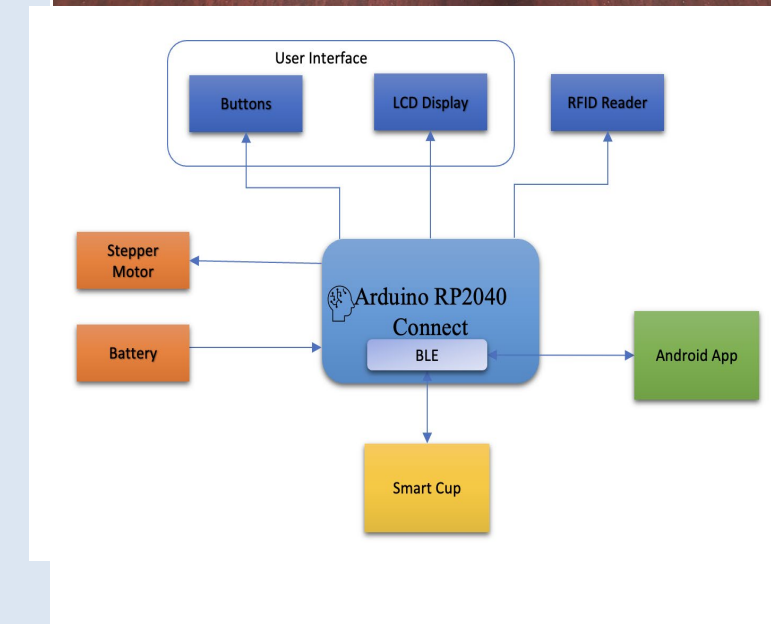 User Interface
Buttons
LCD Display
RFID Reader
Stepper
Motor
Arduino RP2040
Connect
Battery
BLE
Android App
Smart Cup